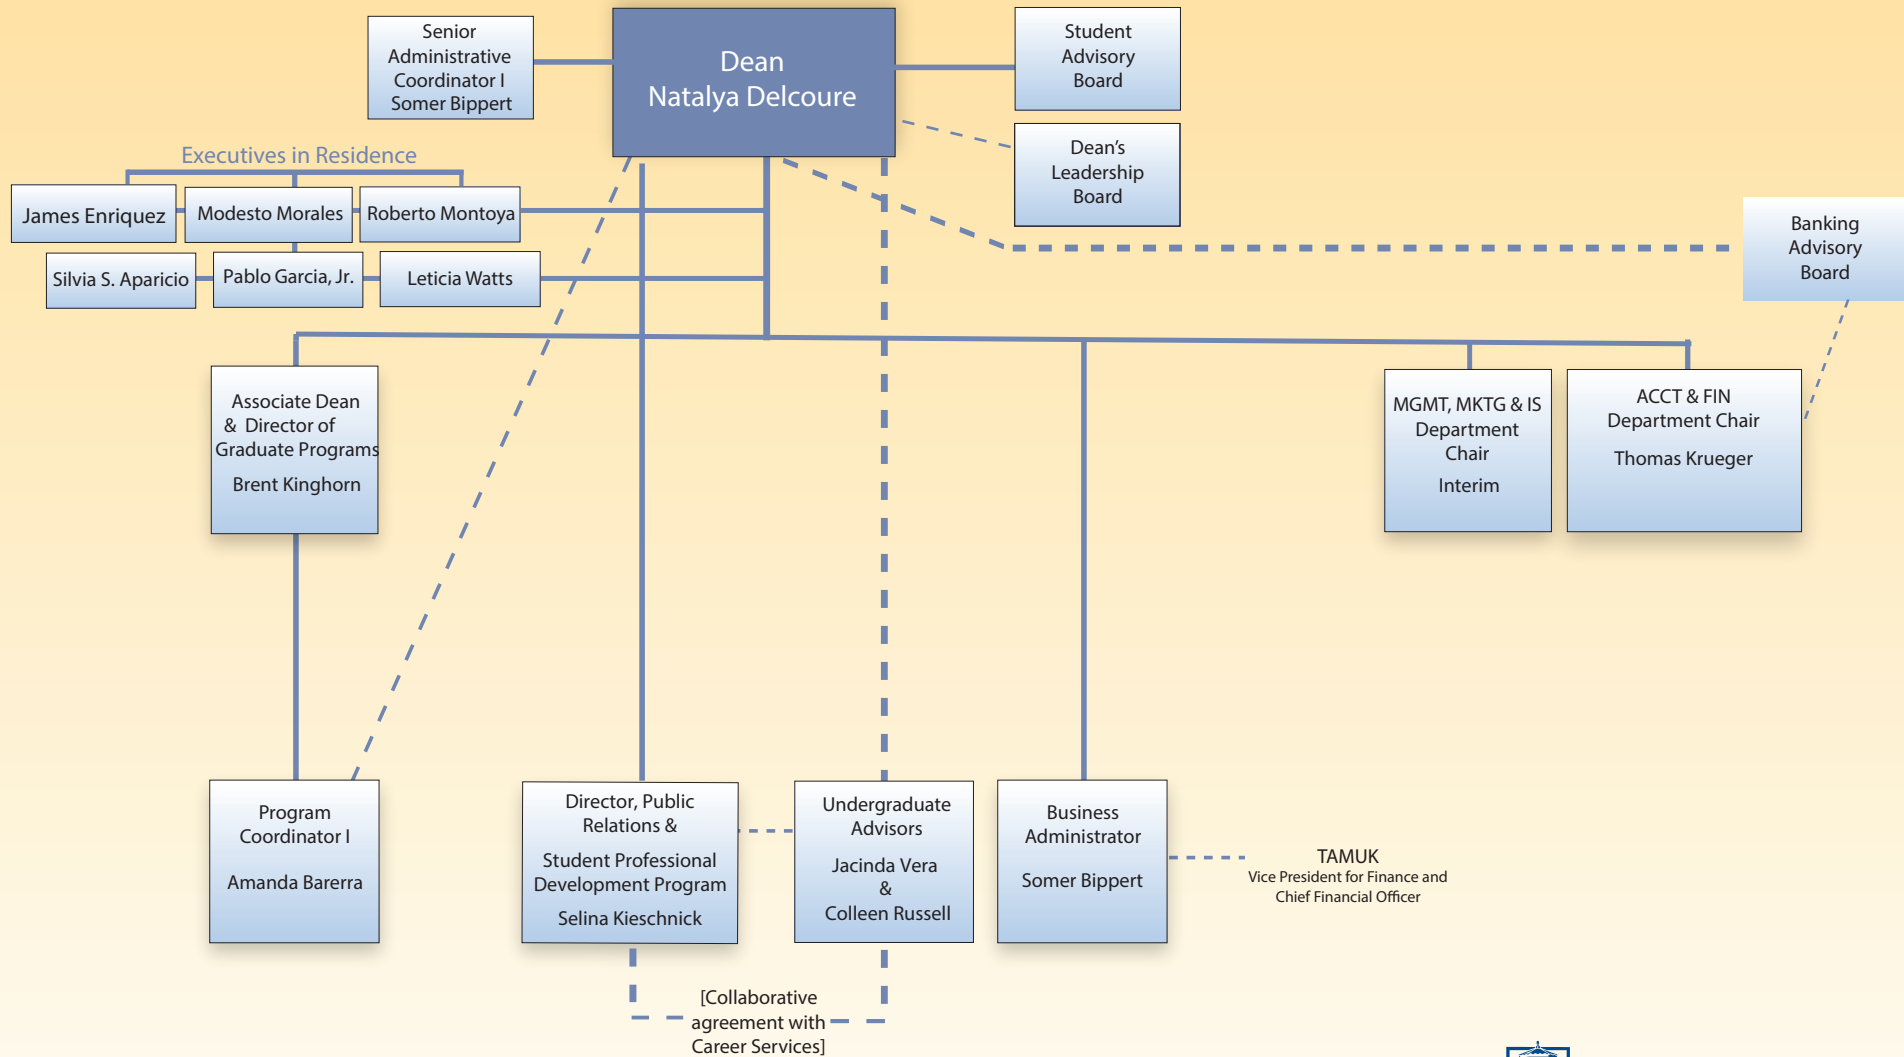 Senior
Administrative
Coordinator I
Somer Bippert
Dean
Natalya Delcoure
Student
Advisory
Board
Dean's
Leadership
Board
Executives in Residence
James Enriquez
Modesto Morales
Roberto Montoya
Silvia S. Aparicio
Pablo Garcia, Jr.
Leticia Watts
Banking
Advisory
Board
Associate Dean
& Director of
Graduate Programs
Brent Kinghorn
MGMT, MKTG & IS
Department
Chair
Interim
ACCT & FIN
Department Chair
Thomas Krueger
Program
Coordinator I
Amanda Barerra
Director, Public
Relations &
Student Professional
Development Program
Selina Kieschnick
Undergraduate
Advisors
Jacinda Vera
&
Colleen Russell
Business
Administrator
Somer Bippert
TAMUK
Vice President for Finance and
Chief Financial Officer
[Collaborative
agreement with
Career Services]